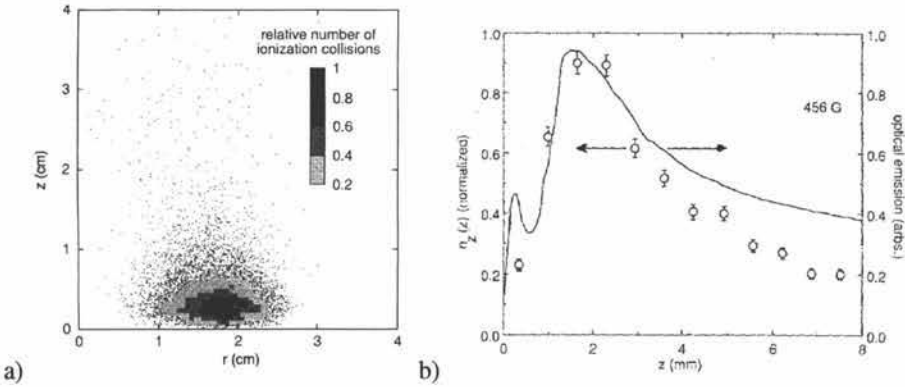 relative number of
ionization collisions
1
0.8
0.6
0.4
0.2
4
3
2
1
0
0 1 2 3 4
z (cm)
r (cm)
a)
1.0
0.8
0.6
0.4
0.2
0.0
n_z (z) (normalized)
456 G
1.0
0.8
0.6
0.4
0.2
0.0
optical emission (arbs.)
0 2 4 6 8
z (mm)
b)